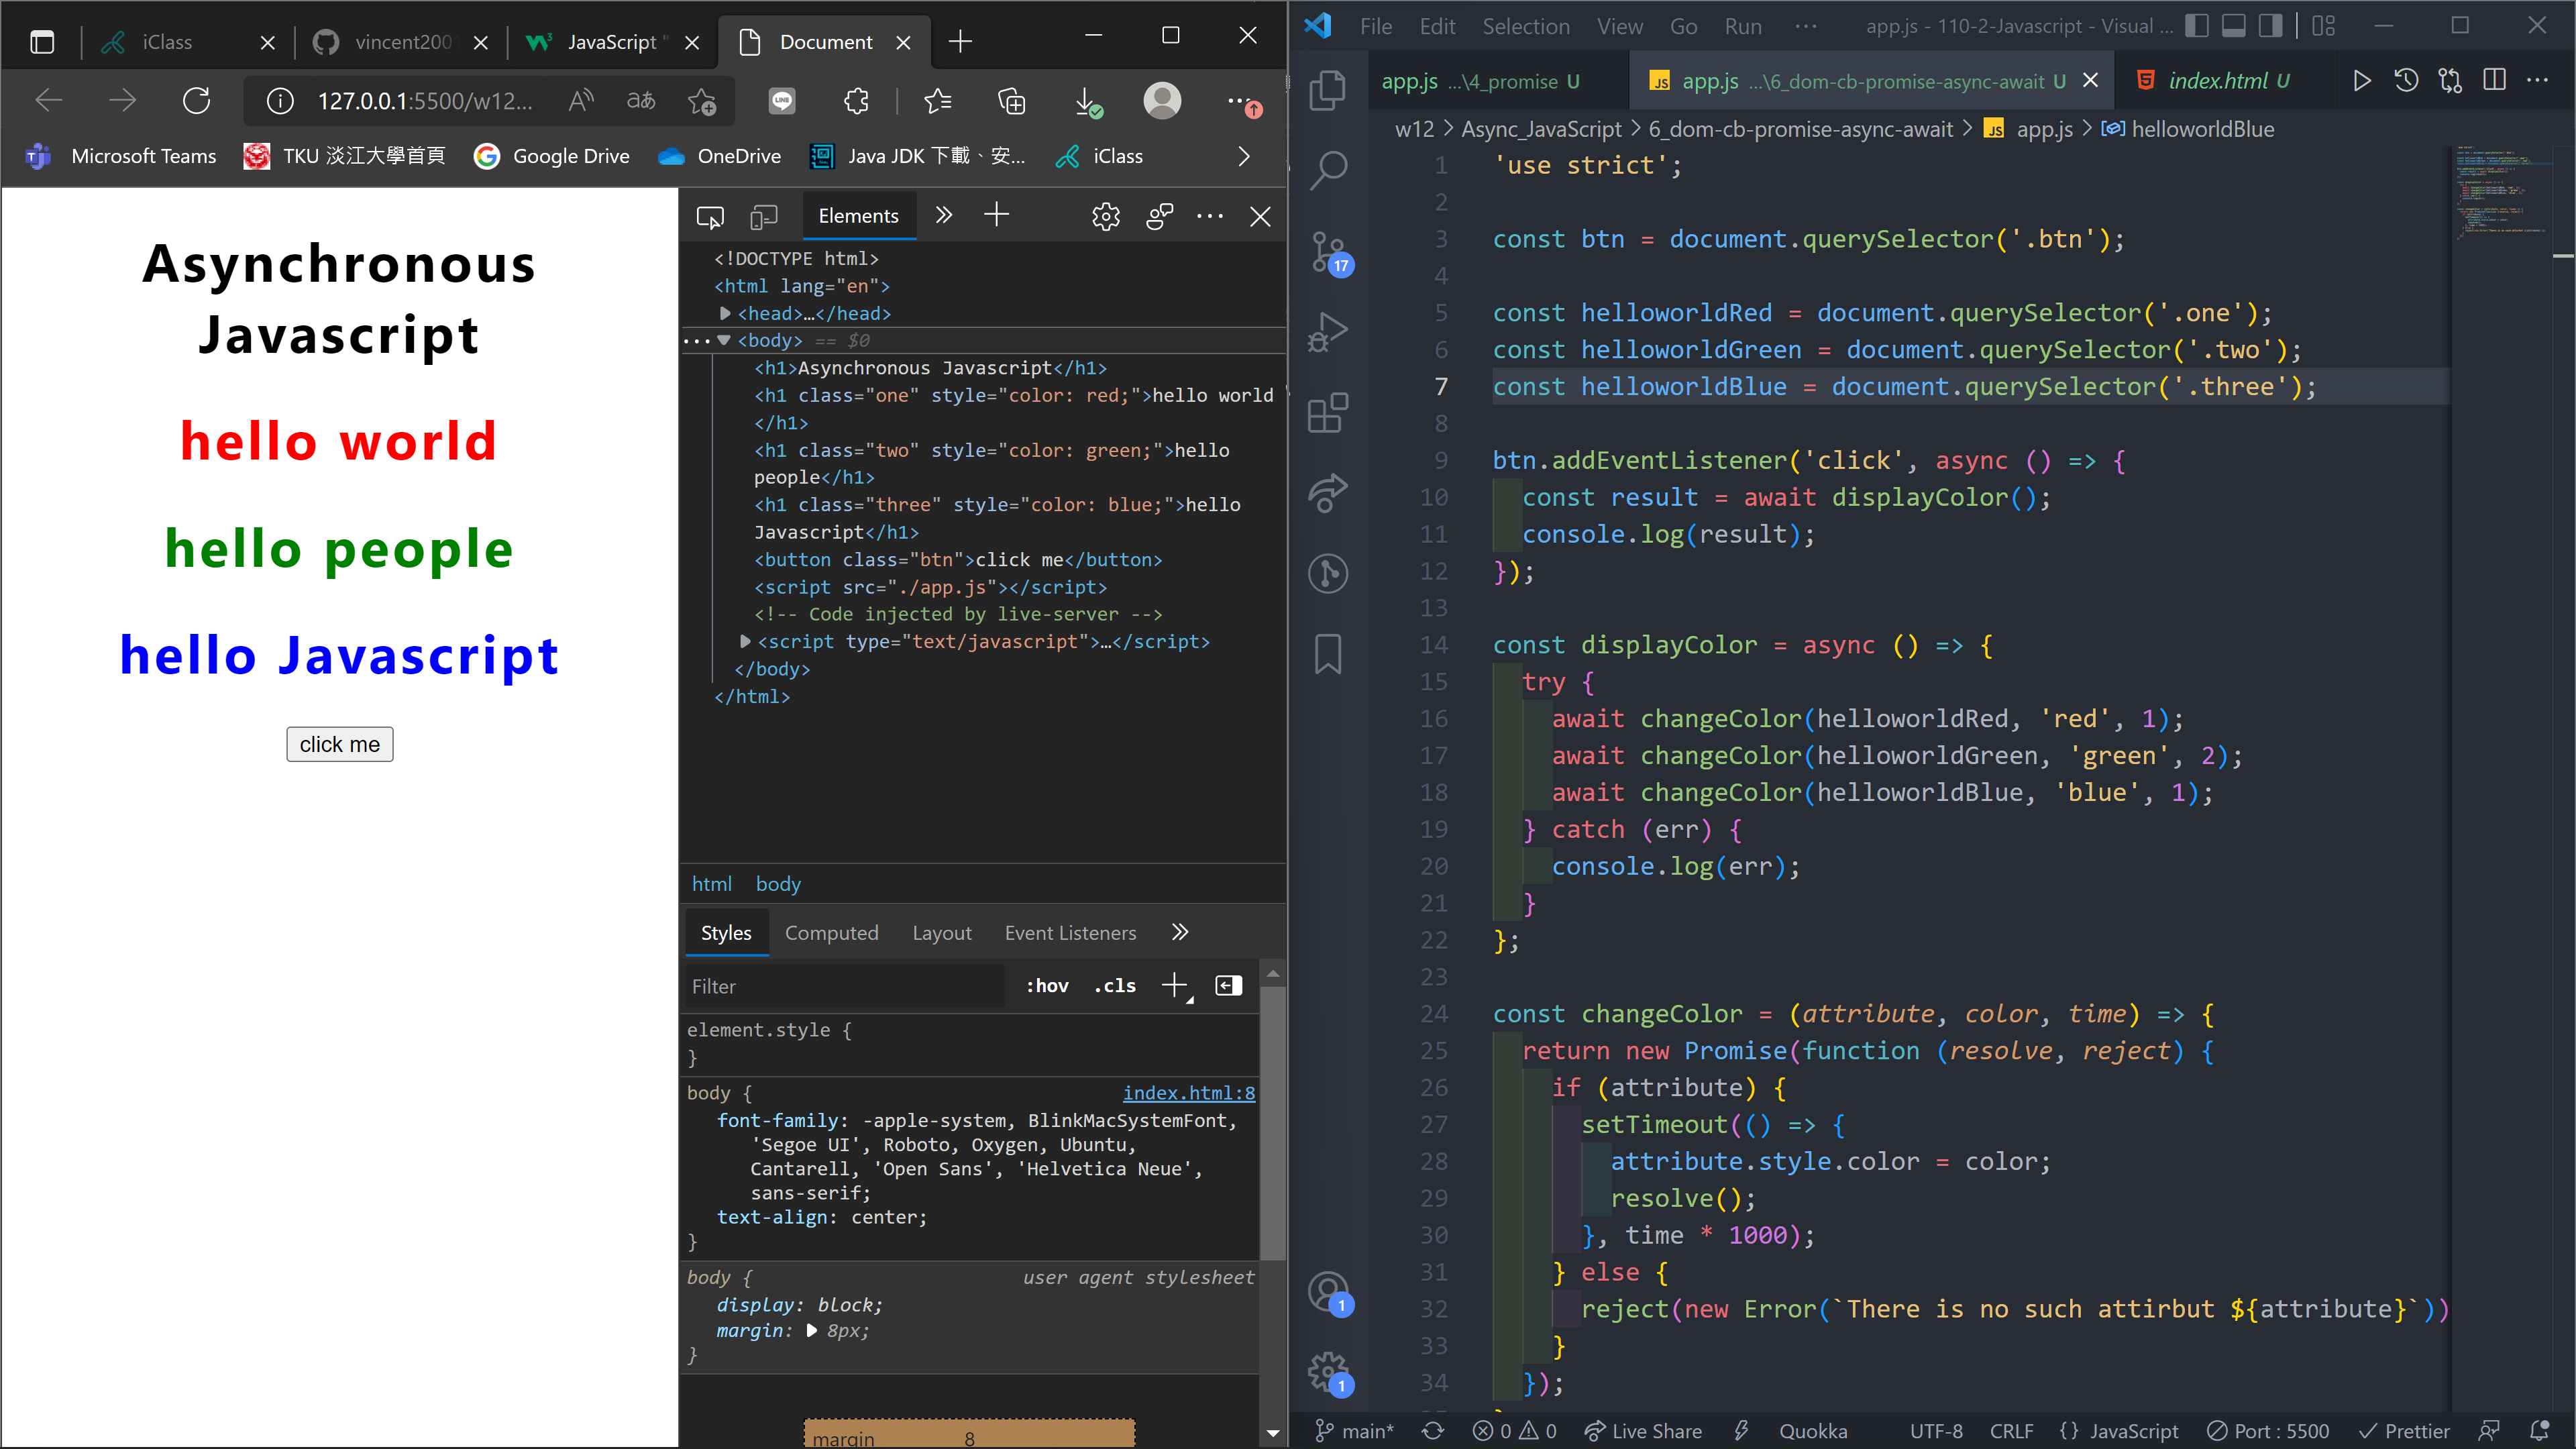 iClass
vincent200
JavaScript
Document
127.0.0.1:5500/w12...
Microsoft Teams
TKU 淡江大學首頁
Google Drive
OneDrive
Java JDK 下載、安...
iClass
Asynchronous
Javascript
hello world
hello people
hello Javascript
click me
Elements
<!DOCTYPE html>
<html lang="en">
<head>…</head>
<body> == $0
<h1>Asynchronous Javascript</h1>
<h1 class="one" style="color: red;">hello world
</h1>
<h1 class="two" style="color: green;">hello
people</h1>
<h1 class="three" style="color: blue;">hello
Javascript</h1>
<button class="btn">click me</button>
<script src="./app.js"></script>
<!-- Code injected by live-server -->
<script type="text/javascript">…</script>
</body>
</html>
html body
Styles Computed Layout Event Listeners
Filter :hov .cls
element.style {
}
body { index.html:8
font-family: -apple-system, BlinkMacSystemFont,
'Segoe UI', Roboto, Oxygen, Ubuntu,
Cantarell, 'Open Sans', 'Helvetica Neue',
sans-serif;
text-align: center;
}
body { user agent stylesheet
display: block;
margin: 8px;
}
margin 8
File Edit Selection View Go Run ··· app.js - 110-2-Javascript - Visual ...
app.js ...\4_promise U
JS app.js ...\6_dom-cb-promise-async-await U
index.html U
w12 > Async_JavaScript > 6_dom-cb-promise-async-await > JS app.js > helloworldBlue
17
1
1
1 'use strict';
2
3 const btn = document.querySelector('.btn');
4
5 const helloworldRed = document.querySelector('.one');
6 const helloworldGreen = document.querySelector('.two');
7 const helloworldBlue = document.querySelector('.three');
8
9 btn.addEventListener('click', async () => {
10 const result = await displayColor();
11 console.log(result);
12 });
13
14 const displayColor = async () => {
15 try {
16 await changeColor(helloworldRed, 'red', 1);
17 await changeColor(helloworldGreen, 'green', 2);
18 await changeColor(helloworldBlue, 'blue', 1);
19 } catch (err) {
20 console.log(err);
21 }
22 };
23
24 const changeColor = (attribute, color, time) => {
25 return new Promise(function (resolve, reject) {
26 if (attribute) {
27 setTimeout(() => {
28 attribute.style.color = color;
29 resolve();
30 }, time * 1000);
31 } else {
32 reject(new Error(`There is no such attirbut ${attribute}`))
33 }
34 });
main* 0 0 Live Share Quokka UTF-8 CRLF {} JavaScript Port : 5500 Prettier